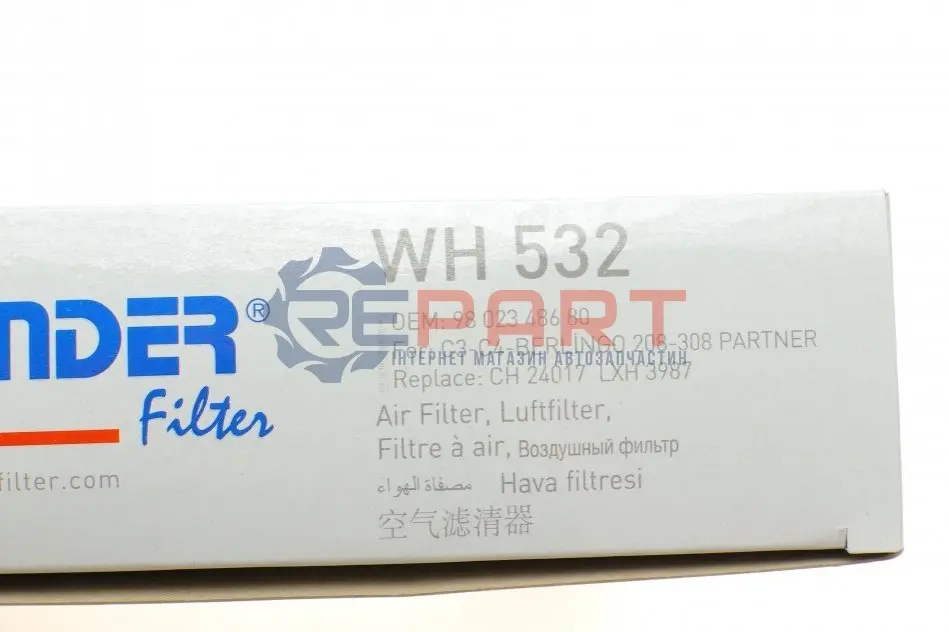 WH 532
NDER®
Filter
filter.com
OEM: 98 023 486 80
For: C3-C4-BERLINGO 208-308 PARTNER
Replace: CH 24017 LXH 3987
Air Filter, Luftfilter,
Filtre à air, Воздушный фильтр
مصفاة الهواء Hava filtresi
空气滤清器
REPART
ІНТЕРНЕТ МАГАЗИН АВТОЗАПЧАСТИН